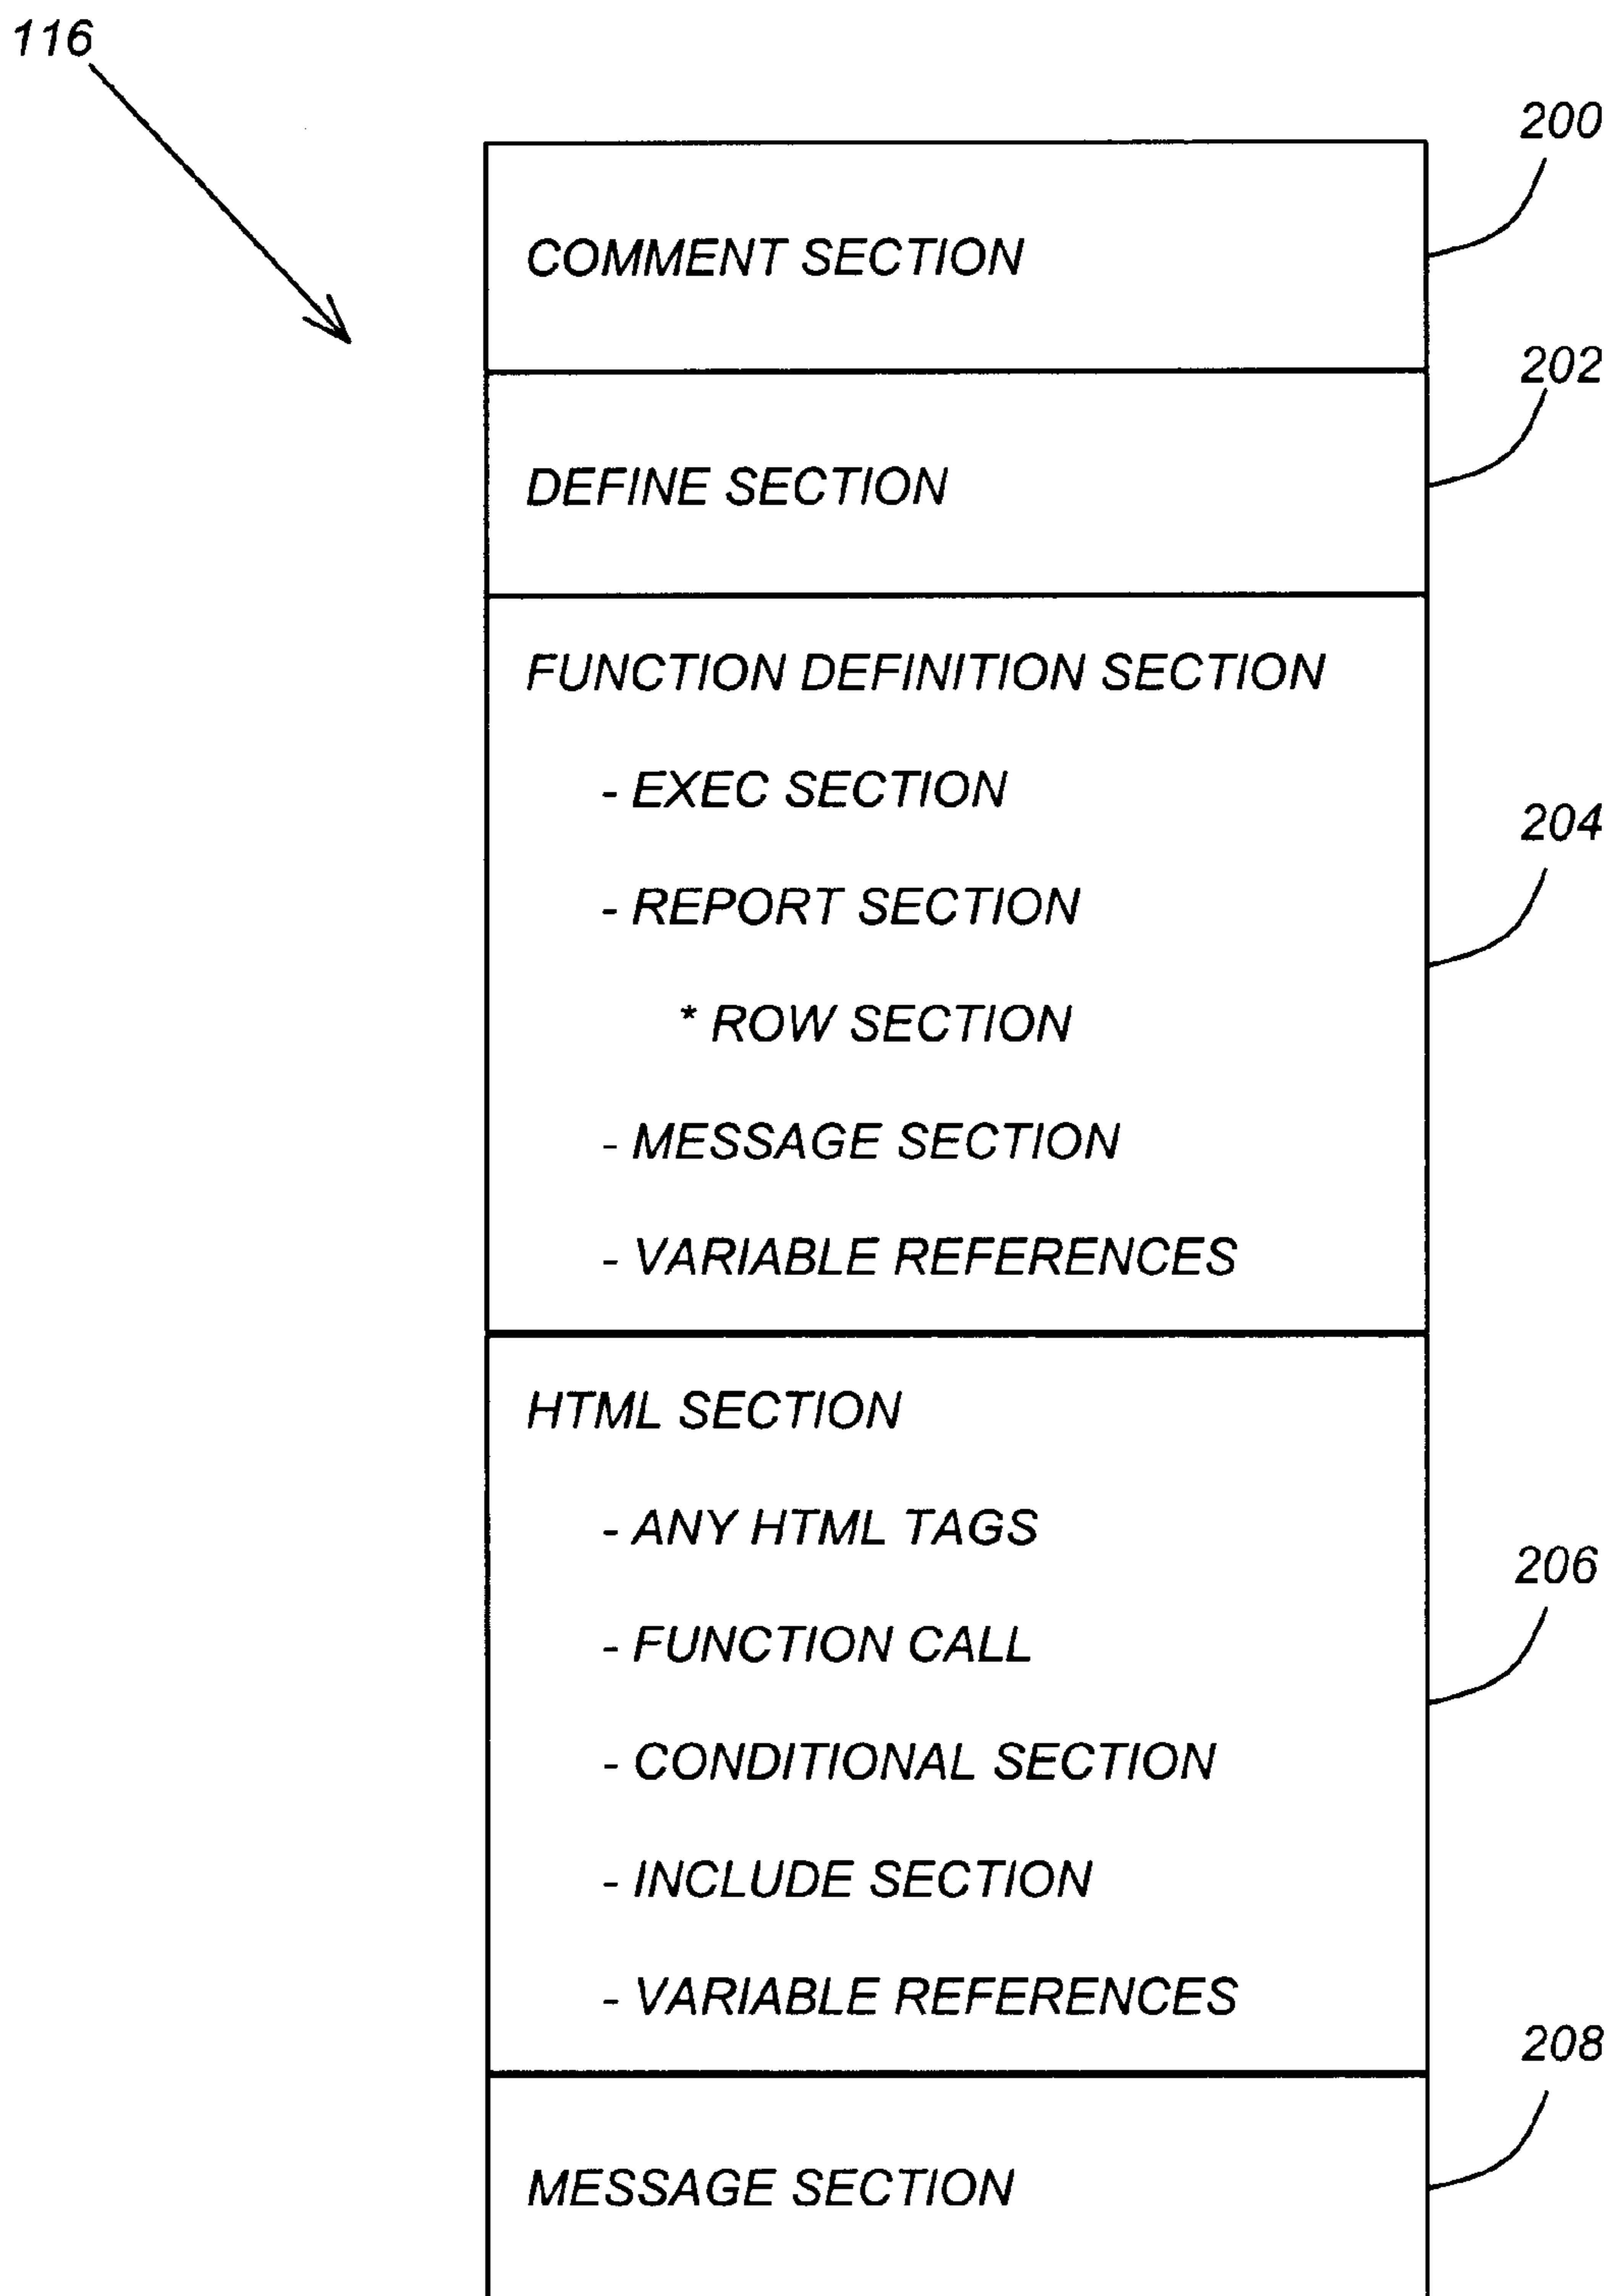 116
200
COMMENT SECTION
202
DEFINE SECTION
FUNCTION DEFINITION SECTION
- EXEC SECTION
204
- REPORT SECTION
* ROW SECTION
- MESSAGE SECTION
- VARIABLE REFERENCES
HTML SECTION
- ANY HTML TAGS
206
- FUNCTION CALL
- CONDITIONAL SECTION
- INCLUDE SECTION
- VARIABLE REFERENCES
208
MESSAGE SECTION